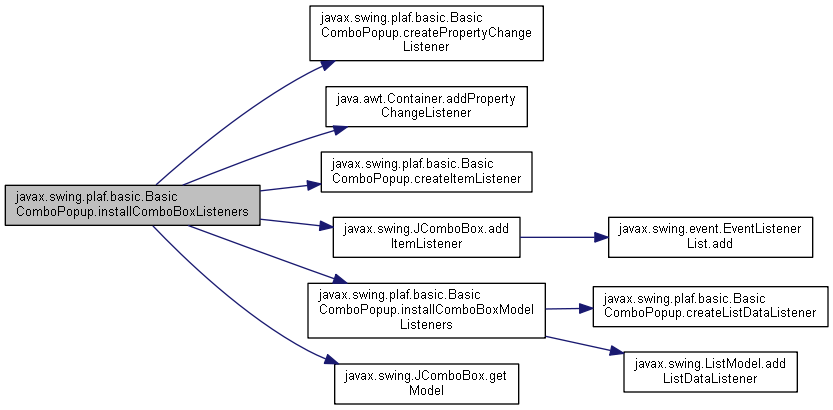 javax.swing.plaf.basic.Basic
ComboPopup.createPropertyChange
Listener
java.awt.Container.addProperty
ChangeListener
javax.swing.plaf.basic.Basic
ComboPopup.createItemListener
javax.swing.plaf.basic.Basic
ComboPopup.installComboBoxListeners
javax.swing.JComboBox.add
ItemListener
javax.swing.event.EventListener
List.add
javax.swing.plaf.basic.Basic
ComboPopup.installComboBoxModel
Listeners
javax.swing.plaf.basic.Basic
ComboPopup.createListDataListener
javax.swing.ListModel.add
ListDataListener
javax.swing.JComboBox.get
Model